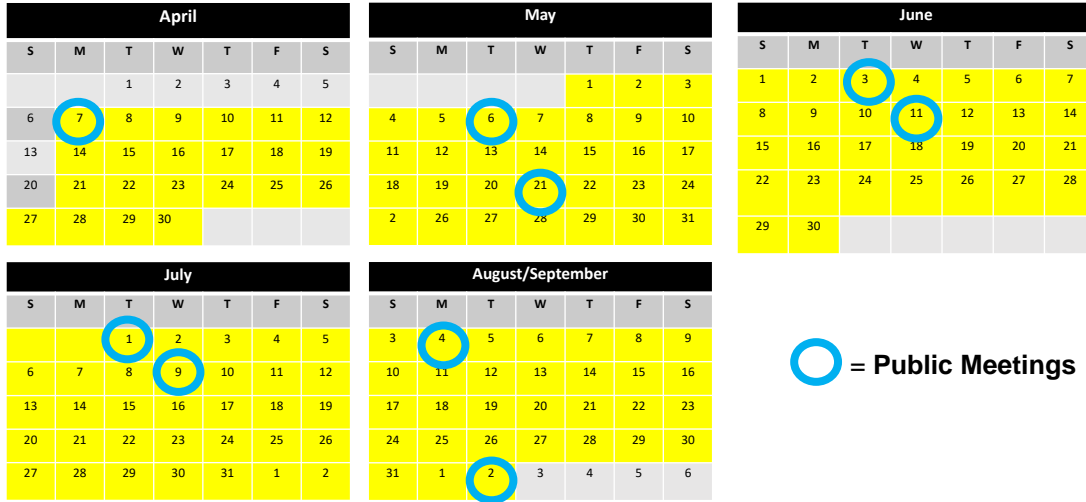 April
S M T W T F S
1 2 3 4 5
6 7 8 9 10 11 12
13 14 15 16 17 18 19
20 21 22 23 24 25 26
27 28 29 30
May
S M T W T F S
1 2 3
4 5 6 7 8 9 10
11 12 13 14 15 16 17
18 19 20 21 22 23 24
2 26 27 28 29 30 31
June
S M T W T F S
1 2 3 4 5 6 7
8 9 10 11 12 13 14
15 16 17 18 19 20 21
22 23 24 25 26 27 28
29 30
July
S M T W T F S
1 2 3 4 5
6 7 8 9 10 11 12
13 14 15 16 17 18 19
20 21 22 23 24 25 26
27 28 29 30 31 1 2
August/September
S M T W T F S
3 4 5 6 7 8 9
10 11 12 13 14 15 16
17 18 19 20 21 22 23
24 25 26 27 28 29 30
31 1 2 3 4 5 6
= Public Meetings